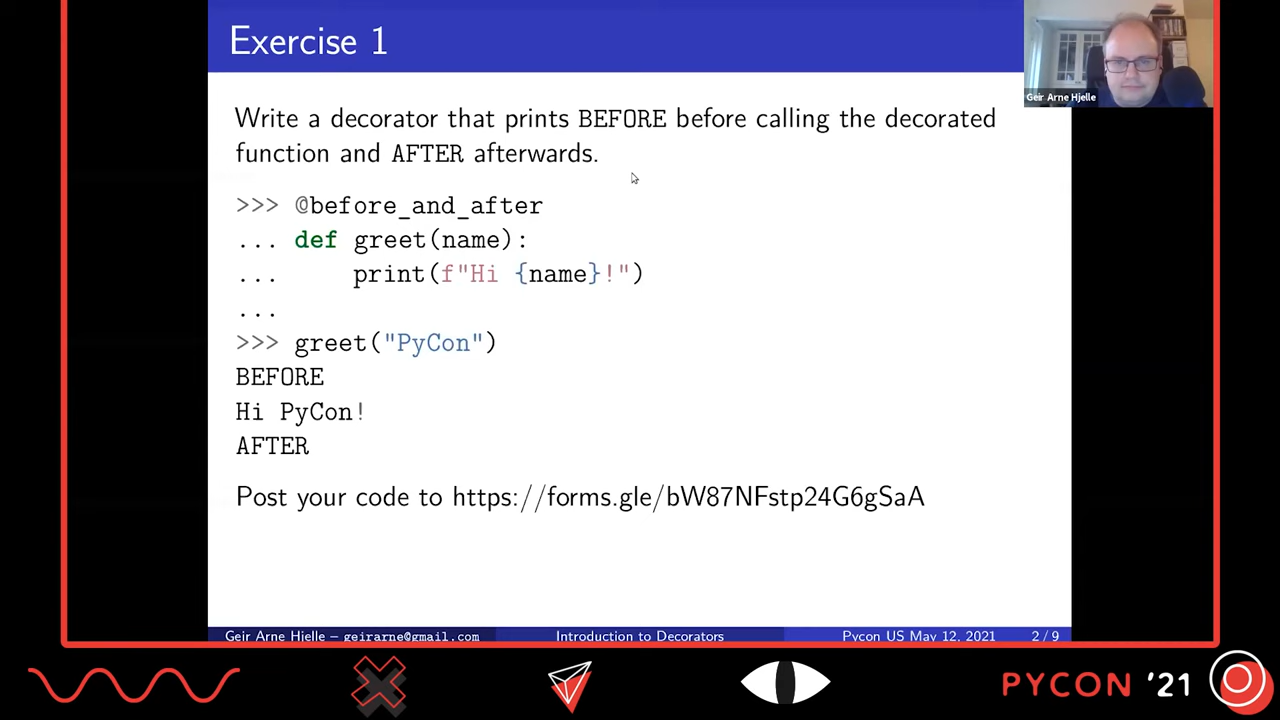 Exercise 1
Geir Arne Hjelle
Write a decorator that prints BEFORE before calling the decorated
function and AFTER afterwards.
>>> @before_and_after
... def greet(name):
...     print(f"Hi {name}!")
...
>>> greet("PyCon")
BEFORE
Hi PyCon!
AFTER
Post your code to https://forms.gle/bW87NFstp24G6gSaA
Geir Arne Hjelle – geirarne@gmail.com Introduction to Decorators Pycon US May 12, 2021 2 / 9
PYCON '21